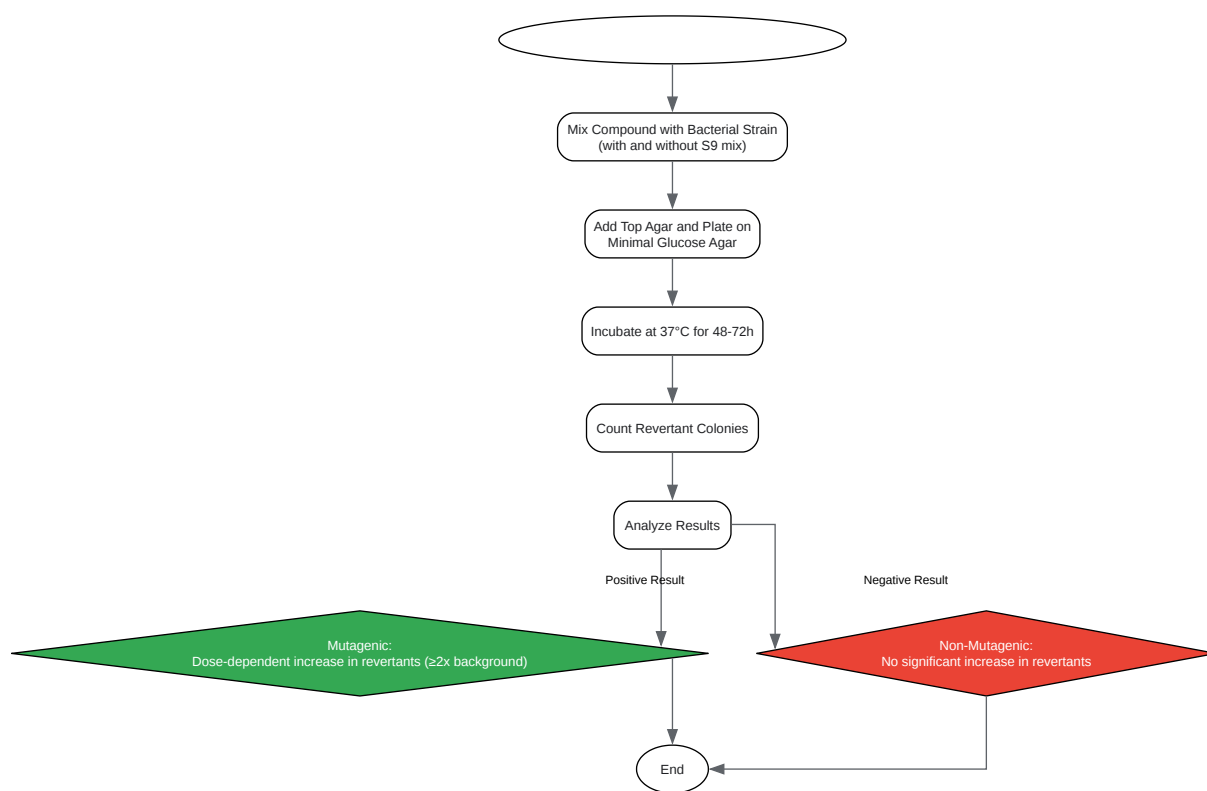 Mix Compound with Bacterial Strain
(with and without S9 mix)
Add Top Agar and Plate on
Minimal Glucose Agar
Incubate at 37°C for 48-72h
Count Revertant Colonies
Analyze Results
Positive Result
Negative Result
Mutagenic:
Dose-dependent increase in revertants (≥2x background)
Non-Mutagenic:
No significant increase in revertants
End